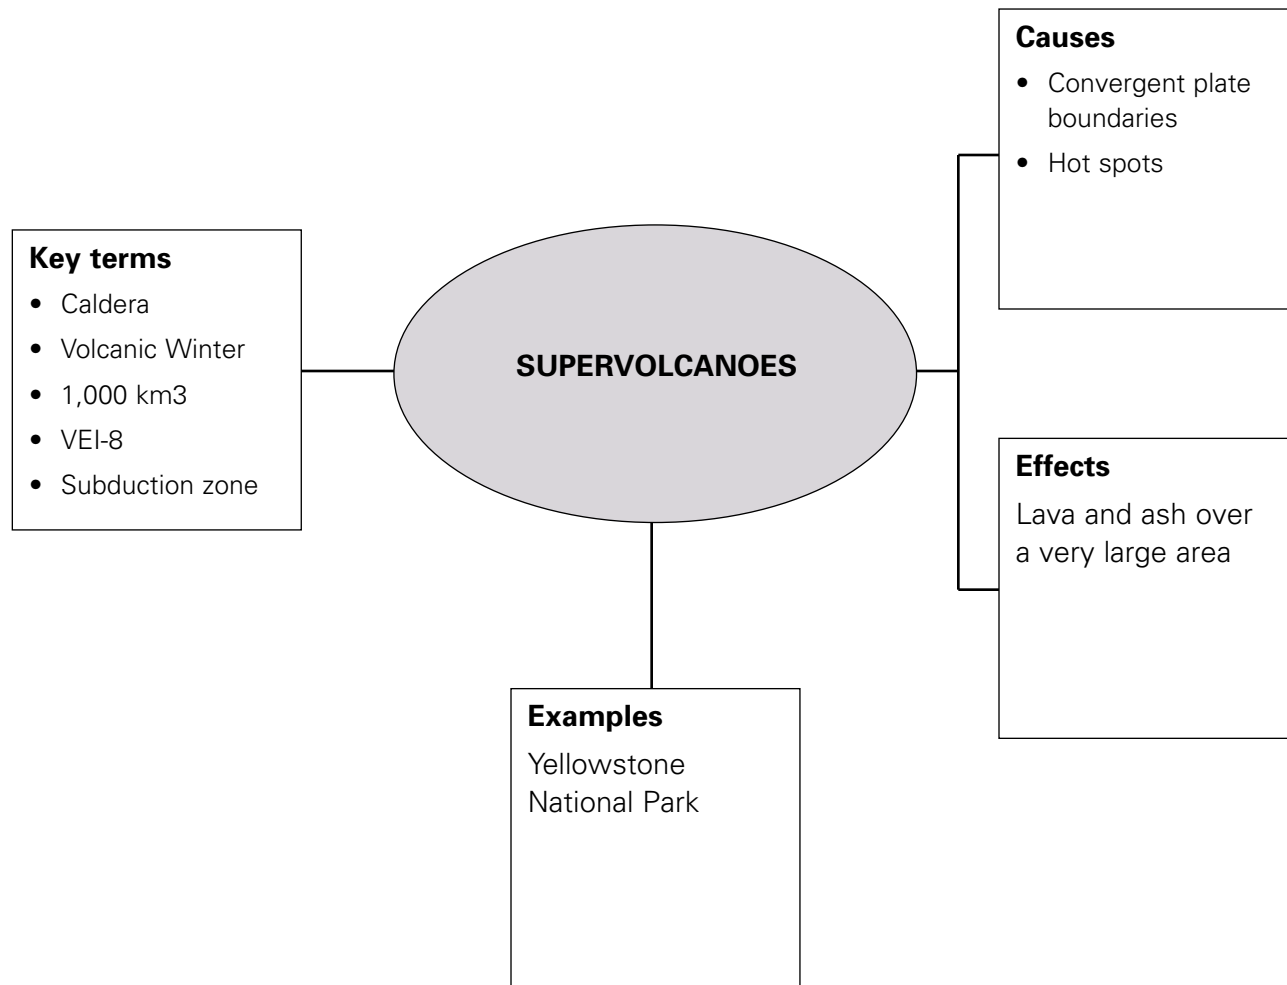 Key terms
• Caldera
• Volcanic Winter
• 1,000 km3
• VEI-8
• Subduction zone
SUPERVOLCANOES
Causes
• Convergent plate
boundaries
• Hot spots
Effects
Lava and ash over
a very large area
Examples
Yellowstone
National Park